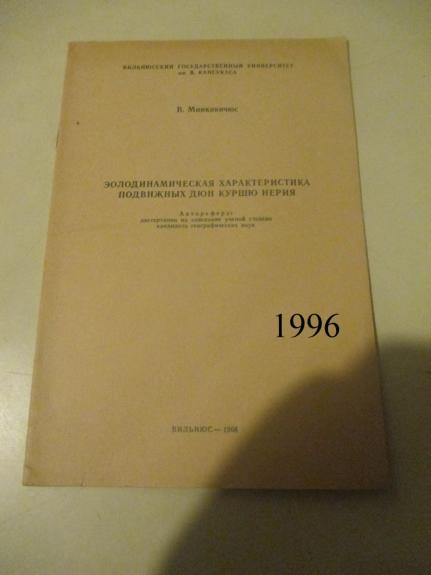 ВИЛЬНЮССКИЙ ГОСУДАРСТВЕННЫЙ УНИВЕРСИТЕТ
им В. КАПСУКАСА
В. Минкявичюс
ЭОЛОДИНАМИЧЕСКАЯ ХАРАКТЕРИСТИКА
ПОДВИЖНЫХ ДЮН КУРШЮ НЕРИЯ
Автореферат
диссертации на соискание ученой степени
кандидата географических наук
1996
ВИЛЬНЮС — 1968